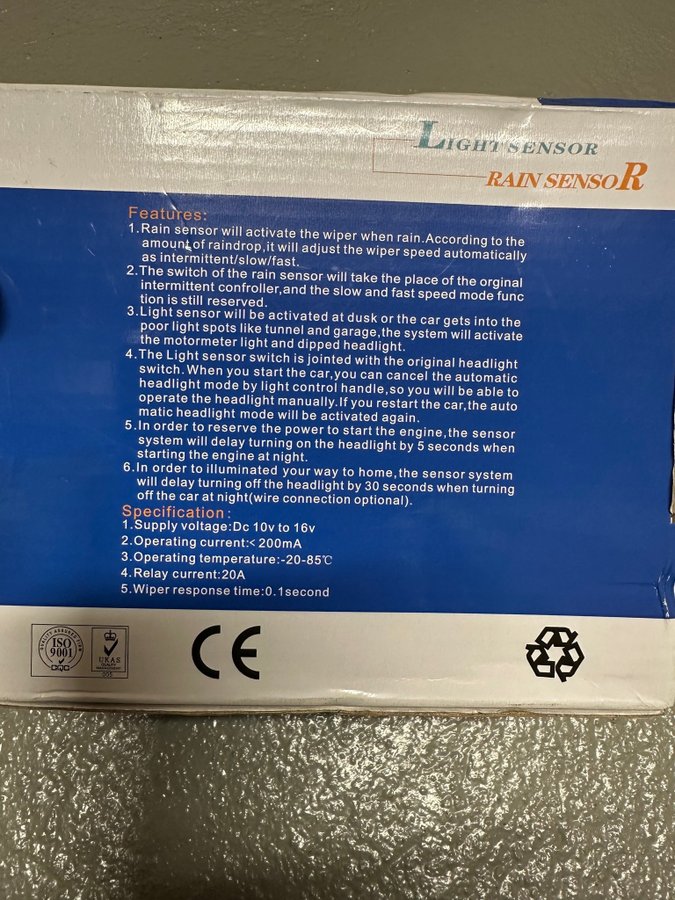 LIGHT SENSOR
RAIN SENSOR
Features:
1.Rain sensor will activate the wiper when rain.According to the
amount of raindrop,it will adjust the wiper speed automatically
as intermittent/slow/fast.
2.The switch of the rain sensor will take the place of the orginal
intermittent confroller,and the slow and fast speed mode func
tion is still reserved.
3.Light sensor will be activated at dusk or the car gets into the
poor light spots like tunnel and garage,the system will activate
the motormeter light and dipped headlight.
4.The Light sensor switch is jointed with the original headlight
switch.When you start the car,you can cancel the automatic
headlight mode by light control handle,so you will be able to
operate the headlight manually.If you restart the car,the auto
matic headlight mode will be activated again.
5.In order to reserve the power to start the engine,the sensor
system will delay turning on the headlight by 5 seconds when
starting the engine at night.
6.In order to illuminated your way to home,the sensor system
will delay turning off the headlight by 30 seconds when turning
off the car at night(wire connection optional).
Specification:
1.Supply voltage:Dc 10v to 16v
2.Operating current:<200mA
3.Operating temperature:-20-85℃
4.Relay current:20A
5.Wiper response time:0.1second
QUALITY ASSURED FIRM
ISO
9001
CQC
UKAS
QUALITY
MANAGEMENT
005
CE